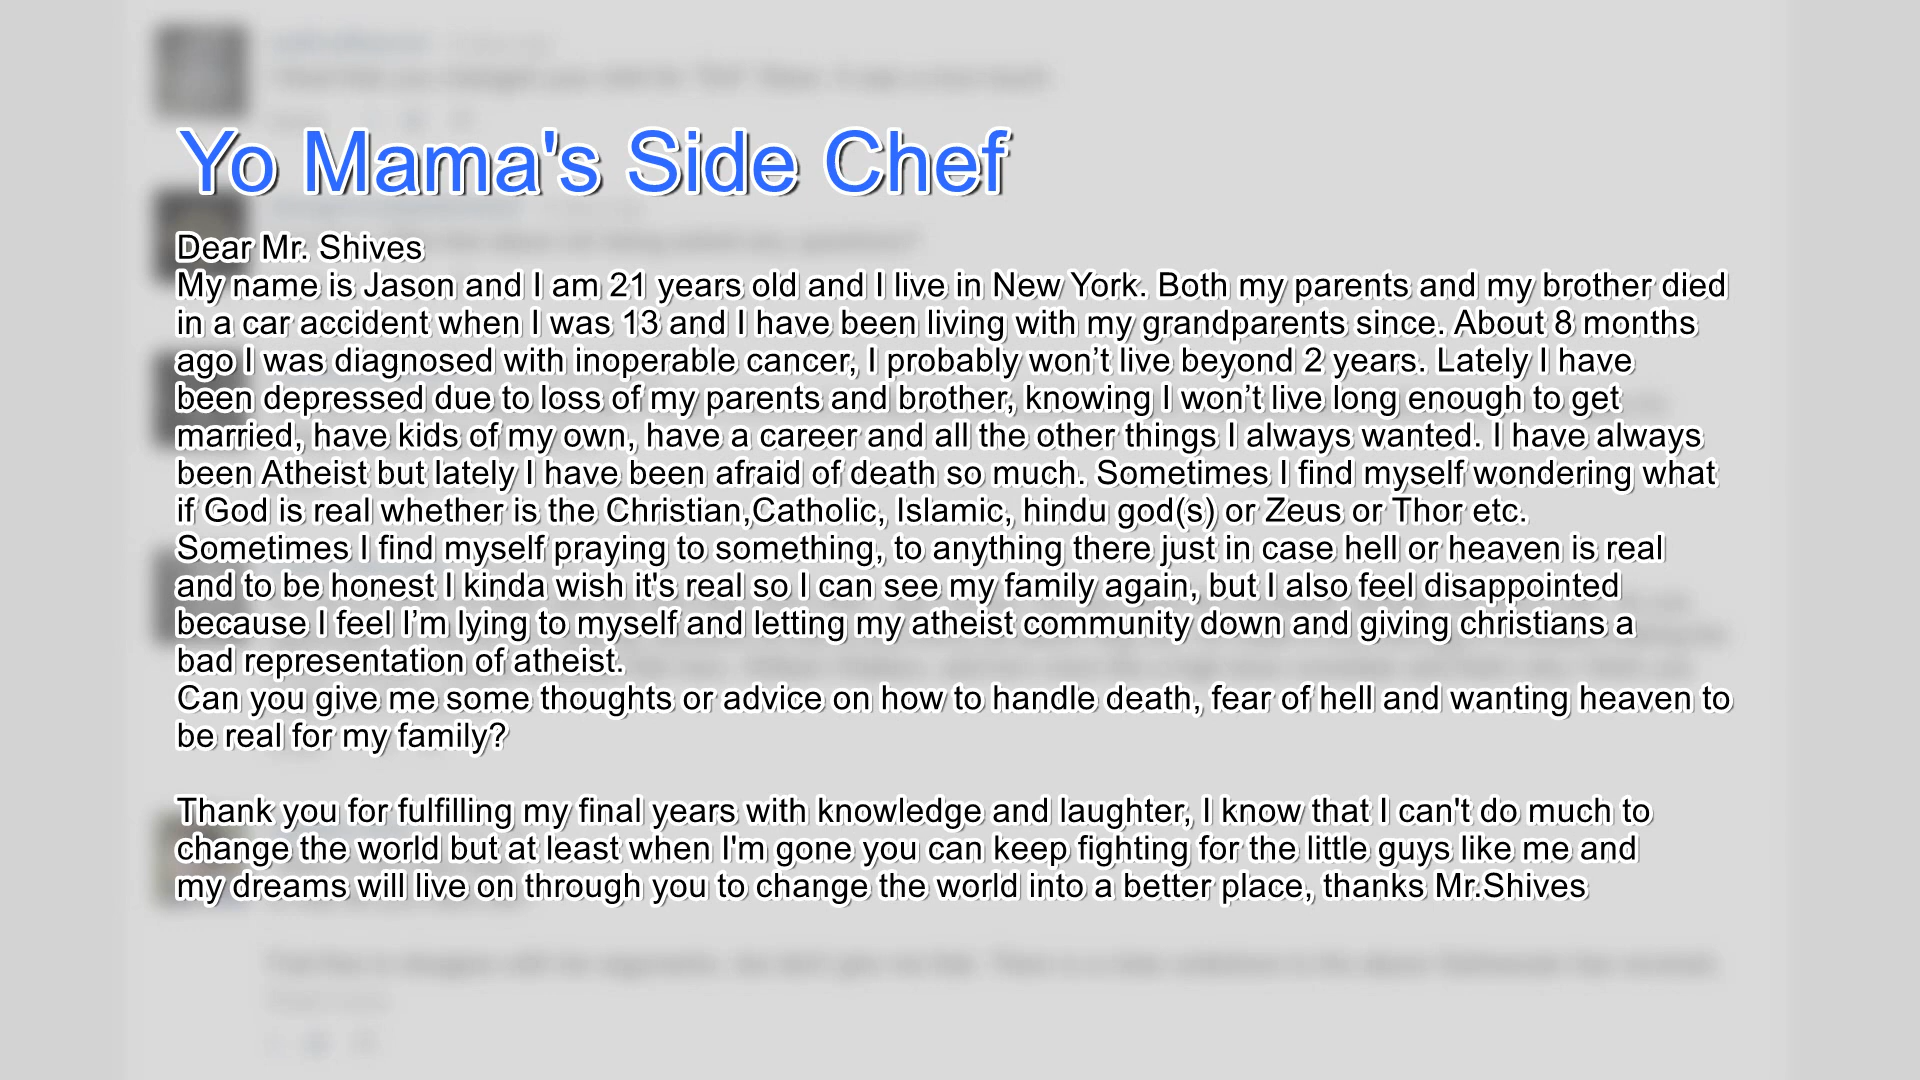 Yo Mama's Side Chef
Dear Mr. Shives
My name is Jason and I am 21 years old and I live in New York. Both my parents and my brother died
in a car accident when I was 13 and I have been living with my grandparents since. About 8 months
ago I was diagnosed with inoperable cancer, I probably won’t live beyond 2 years. Lately I have
been depressed due to loss of my parents and brother, knowing I won’t live long enough to get
married, have kids of my own, have a career and all the other things I always wanted. I have always
been Atheist but lately I have been afraid of death so much. Sometimes I find myself wondering what
if God is real whether is the Christian,Catholic, Islamic, hindu god(s) or Zeus or Thor etc.
Sometimes I find myself praying to something, to anything there just in case hell or heaven is real
and to be honest I kinda wish it's real so I can see my family again, but I also feel disappointed
because I feel I’m lying to myself and letting my atheist community down and giving christians a
bad representation of atheist.
Can you give me some thoughts or advice on how to handle death, fear of hell and wanting heaven to
be real for my family?
Thank you for fulfilling my final years with knowledge and laughter, I know that I can't do much to
change the world but at least when I'm gone you can keep fighting for the little guys like me and
my dreams will live on through you to change the world into a better place, thanks Mr.Shives